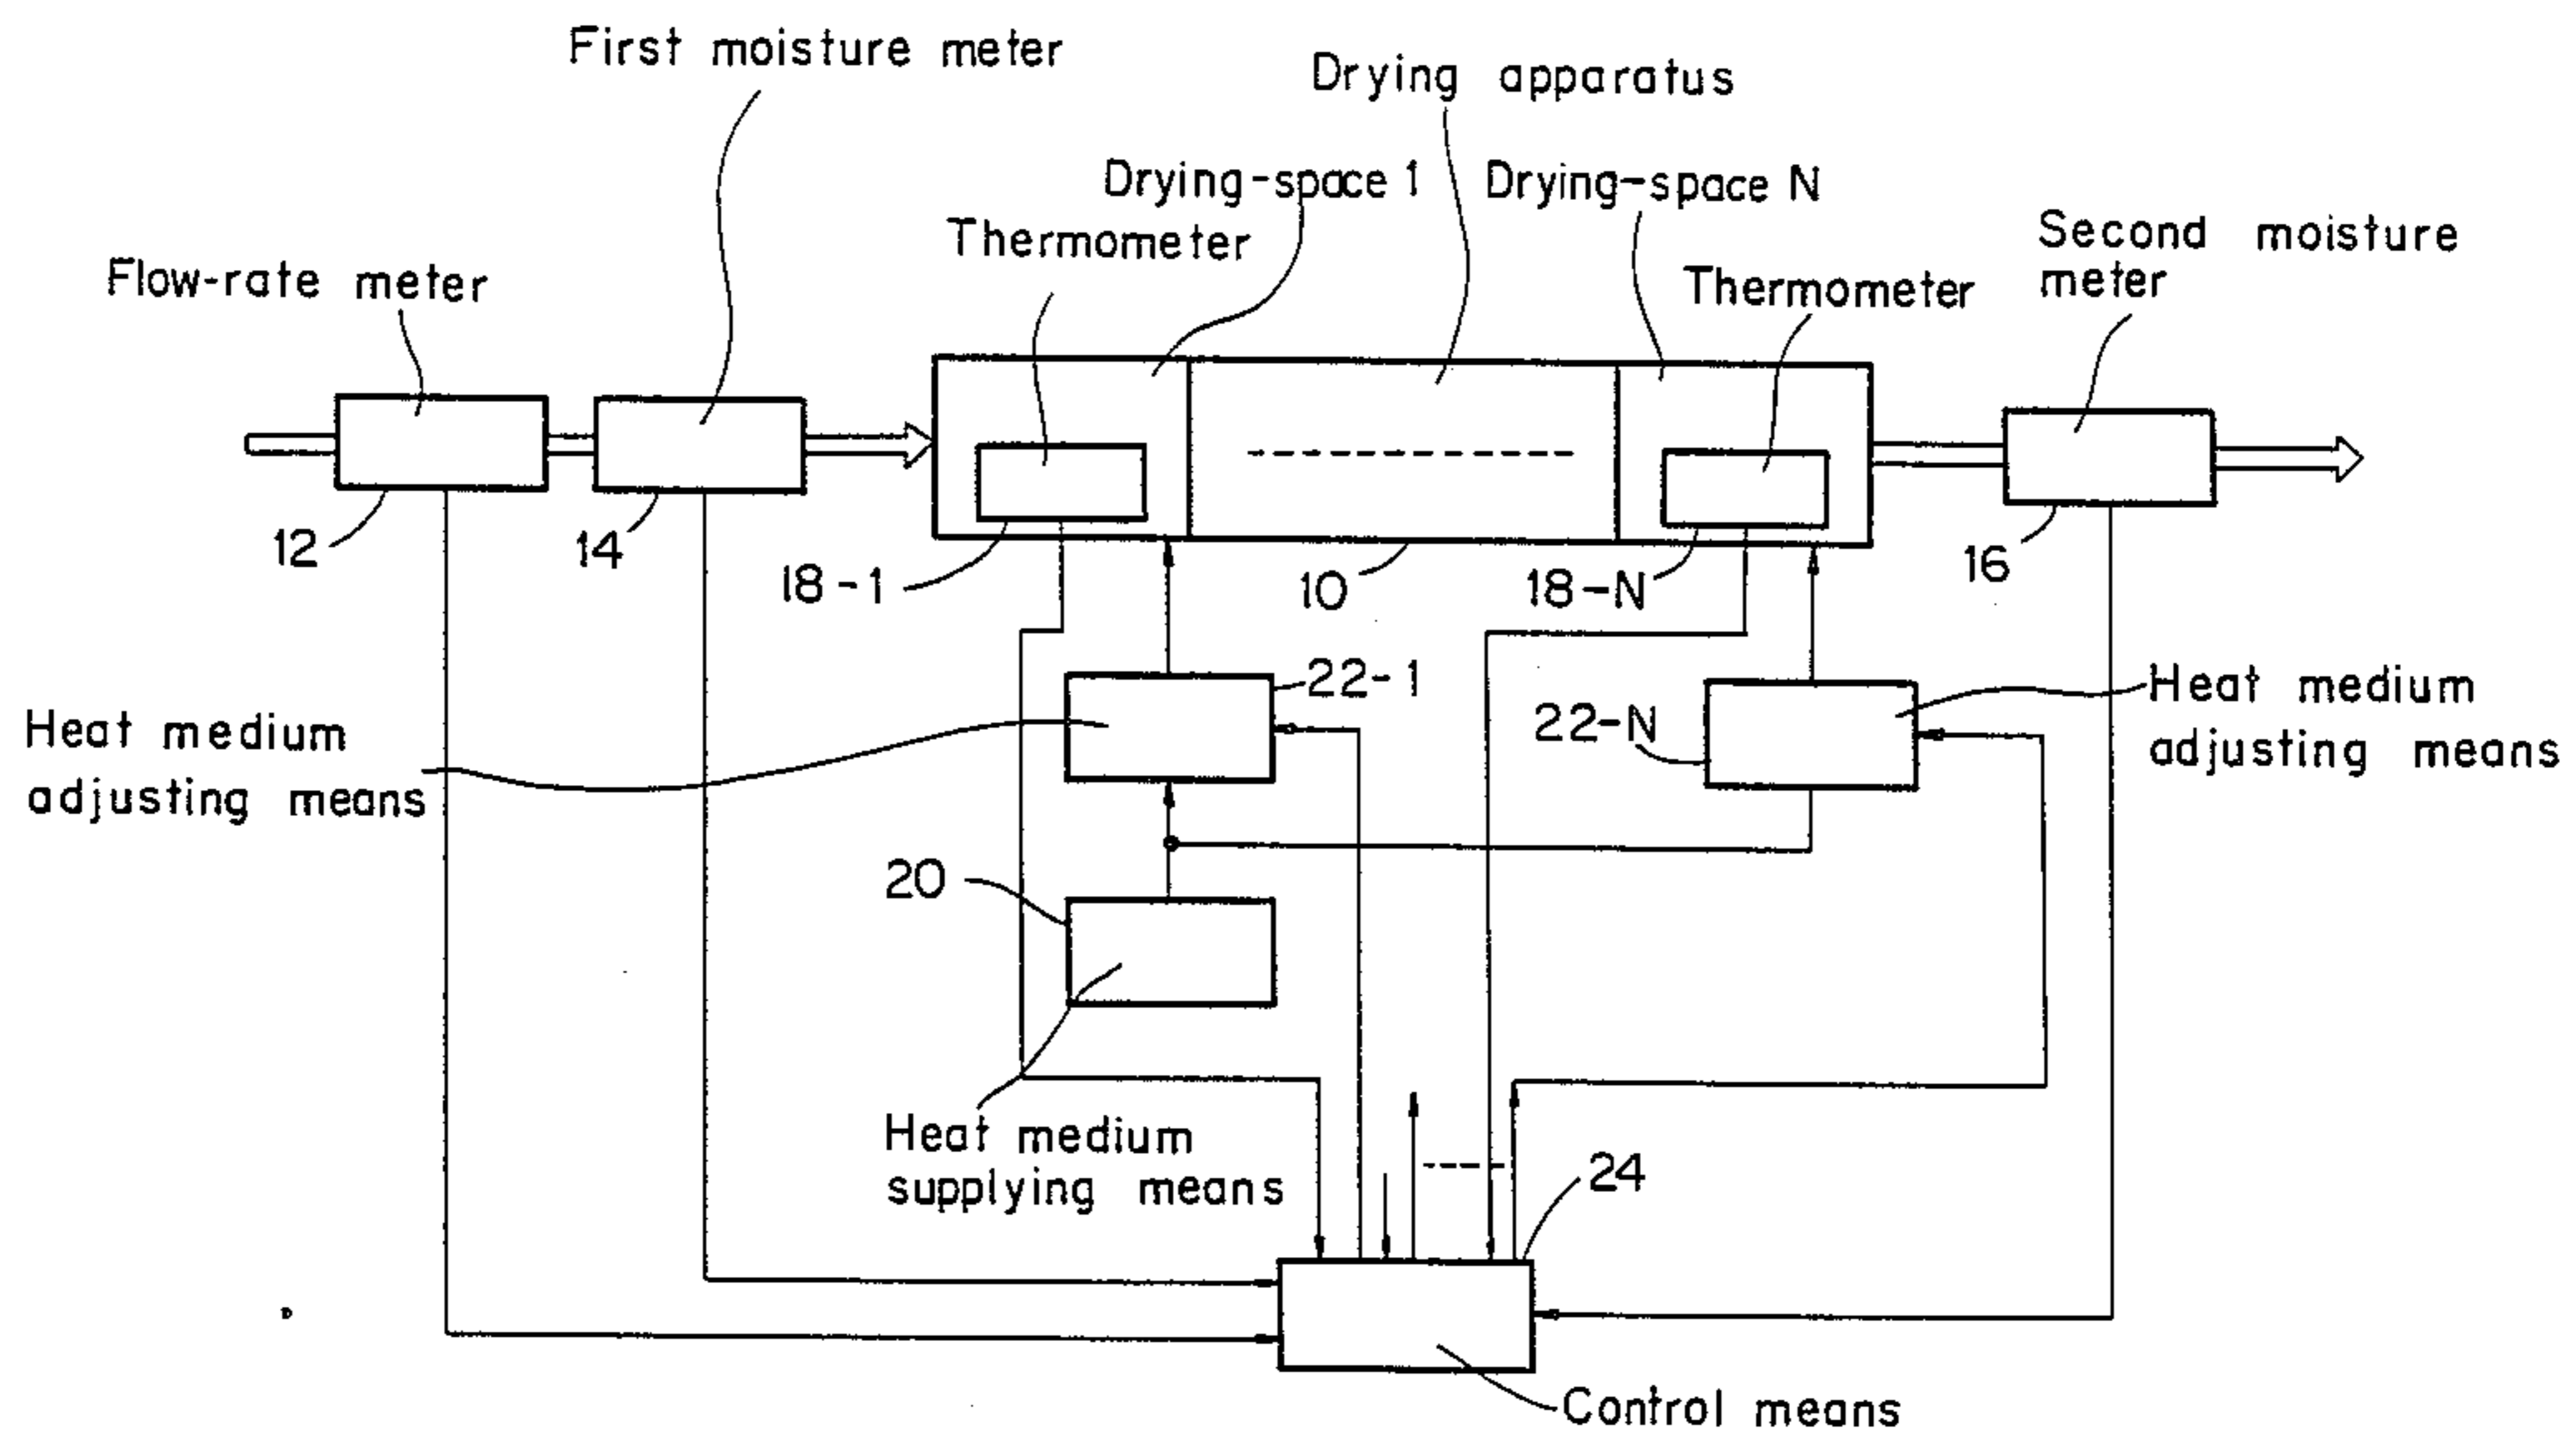 First moisture meter
Drying apparatus
Drying-space 1
Drying-space N
Thermometer
Second moisture
meter
Flow-rate meter
Thermometer
12
14
18-1
10
18-N
16
22-1
Heat medium
adjusting means
22-N
Heat medium
adjusting means
20
Heat medium
supplying means
24
Control means